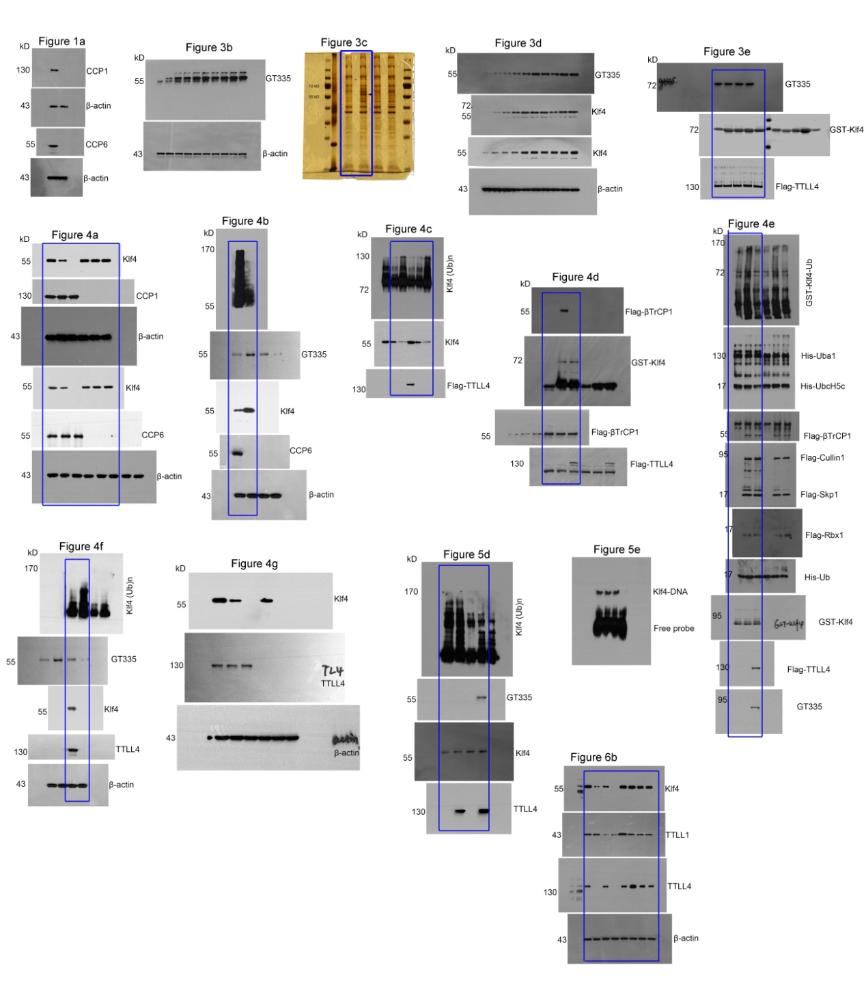 Figure 1a
kD
130
CCP1
43
β-actin
55
CCP6
43
β-actin
Figure 3b
kD
55
GT335
43
β-actin
Figure 3c
72 kD
55 kD
Figure 3d
kD
55
GT335
72
55
Klf4
55
Klf4
43
β-actin
Figure 3e
kD
72
GT335
72
GST-Klf4
130
Flag-TTLL4
Figure 4a
kD
55
Klf4
130
CCP1
43
β-actin
55
Klf4
55
CCP6
43
β-actin
Figure 4b
kD
170
55
55
GT335
55
Klf4
55
CCP6
43
β-actin
Figure 4c
130
72
Klf4 (Ub)n
55
Klf4
130
Flag-TTLL4
Figure 4d
kD
55
Flag-βTrCP1
72
GST-Klf4
55
Flag-βTrCP1
130
Flag-TTLL4
Figure 4e
kD
170
72
GST-Klf4-Ub
130
His-Uba1
17
His-UbcH5c
55
Flag-βTrCP1
95
Flag-Cullin1
17
Flag-Skp1
17
Flag-Rbx1
17
His-Ub
95
GST-Klf4
GST-Klf4
130
Flag-TTLL4
95
GT335
Figure 4f
kD
170
Klf4 (Ub)n
55
GT335
55
Klf4
130
TTLL4
43
β-actin
Figure 4g
kD
55
Klf4
130
TL4
TTLL4
43
actin
β-actin
Figure 5d
kD
170
Klf4 (Ub)n
55
GT335
55
Klf4
130
TTLL4
Figure 5e
Klf4-DNA
Free probe
Figure 6b
55
Klf4
43
TTLL1
130
TTLL4
43
β-actin